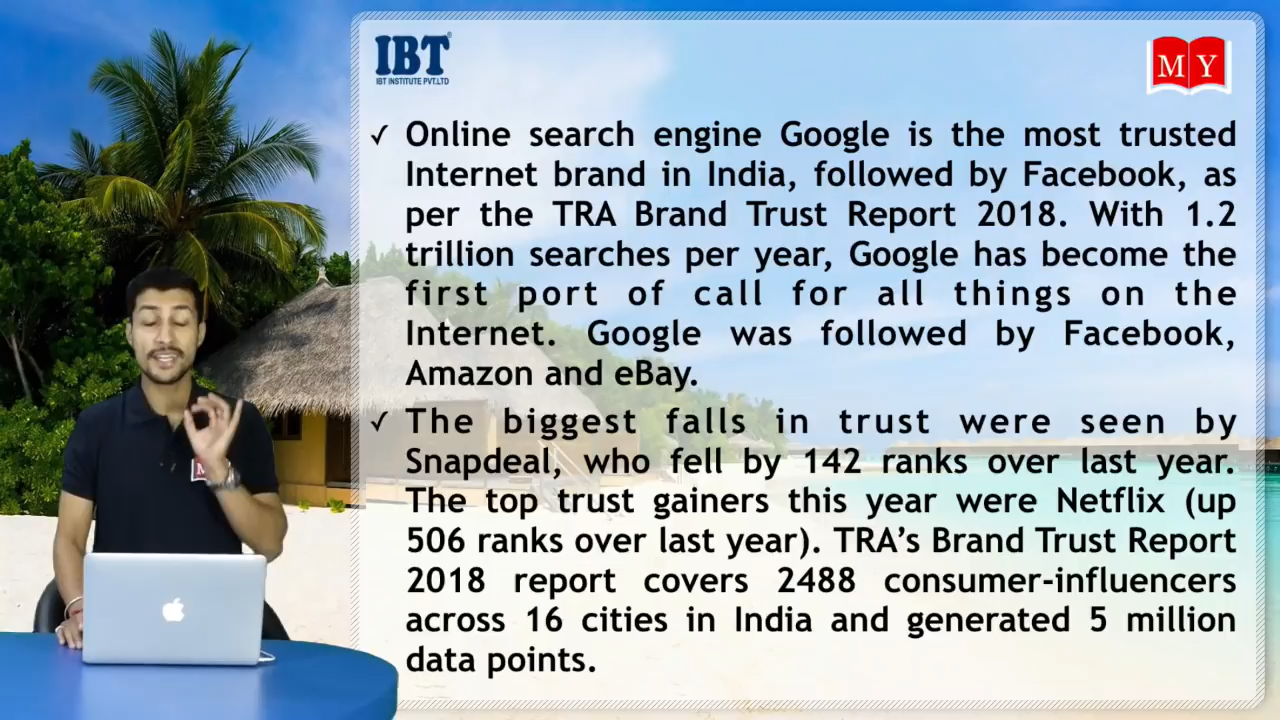 IBT
IBT INSTITUTE PVT.LTD
M Y
✓ Online search engine Google is the most trusted
Internet brand in India, followed by Facebook, as
per the TRA Brand Trust Report 2018. With 1.2
trillion searches per year, Google has become the
first port of call for all things on the
Internet. Google was followed by Facebook,
Amazon and eBay.
✓ The biggest falls in trust were seen by
Snapdeal, who fell by 142 ranks over last year.
The top trust gainers this year were Netflix (up
506 ranks over last year). TRA’s Brand Trust Report
2018 report covers 2488 consumer-influencers
across 16 cities in India and generated 5 million
data points.
M